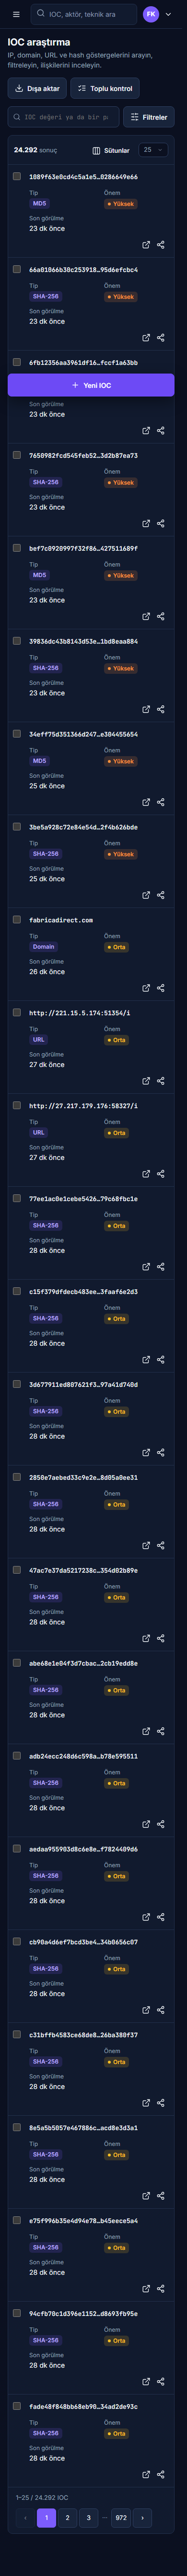 IOC, aktör, teknik ara
FK
IOC araştırma
IP, domain, URL ve hash göstergelerini arayın,
filtreleyin, ilişkilerini inceleyin.
Dışa aktar
Toplu kontrol
IOC değeri ya da bir
Filtreler
24.292 sonuç
Sütunlar
25
1089f63e0cd4c5a1e5…0286649e66
Tip
Önem
MD5
Yüksek
Son görülme
23 dk önce
66a01066b30c253918…95d6efcbc4
Tip
Önem
SHA-256
Yüksek
Son görülme
23 dk önce
6fb12356aa3961df16…fccf1a63bb
Yeni IOC
Son görülme
23 dk önce
7650982fcd545feb52…3d2b87ea73
Tip
Önem
SHA-256
Yüksek
Son görülme
23 dk önce
bef7c0920997f32f86…427511689f
Tip
Önem
MD5
Yüksek
Son görülme
23 dk önce
39836dc43b8143d53e…1bd8eaa884
Tip
Önem
SHA-256
Yüksek
Son görülme
23 dk önce
34eff75d351366d247…e304455654
Tip
Önem
MD5
Yüksek
Son görülme
25 dk önce
3be5a928c72e84e54d…2f4b626bde
Tip
Önem
SHA-256
Yüksek
Son görülme
25 dk önce
fabricadirect.com
Tip
Önem
Domain
Orta
Son görülme
26 dk önce
http://221.15.5.174:51354/i
Tip
Önem
URL
Orta
Son görülme
27 dk önce
http://27.217.179.176:58327/i
Tip
Önem
URL
Orta
Son görülme
27 dk önce
77ee1ac0e1cebe5426…79c68fbc1e
Tip
Önem
SHA-256
Orta
Son görülme
28 dk önce
c15f379dfdecb483ee…3faaf6e2d3
Tip
Önem
SHA-256
Orta
Son görülme
28 dk önce
3d677911ed807621f3…97a41d740d
Tip
Önem
SHA-256
Orta
Son görülme
28 dk önce
2850e7aebed33c9e2e…8d05a0ee31
Tip
Önem
SHA-256
Orta
Son görülme
28 dk önce
47ac7e37da5217238c…354d02b89e
Tip
Önem
SHA-256
Orta
Son görülme
28 dk önce
abe68e1e04f3d7cbac…2cb19edd8e
Tip
Önem
SHA-256
Orta
Son görülme
28 dk önce
adb24ecc248d6c598a…b78e595511
Tip
Önem
SHA-256
Orta
Son görülme
28 dk önce
aedaa955903d8c6e8e…f7824409d6
Tip
Önem
SHA-256
Orta
Son görülme
28 dk önce
cb90a4d6ef7bcd3be4…34b0656c07
Tip
Önem
SHA-256
Orta
Son görülme
28 dk önce
c31bffb4583ce68de8…26ba380f37
Tip
Önem
SHA-256
Orta
Son görülme
28 dk önce
8e5a5b5057e467886c…acd8e3d3a1
Tip
Önem
SHA-256
Orta
Son görülme
28 dk önce
e75f996b35e4d94e78…b45eece5a4
Tip
Önem
SHA-256
Orta
Son görülme
28 dk önce
94cfb70c1d396e1152…d8693fb95e
Tip
Önem
SHA-256
Orta
Son görülme
28 dk önce
fade48f848bb68eb90…34ad2de93c
Tip
Önem
SHA-256
Orta
Son görülme
28 dk önce
1–25 / 24.292 IOC
‹ 1 2 3 … 972 ›